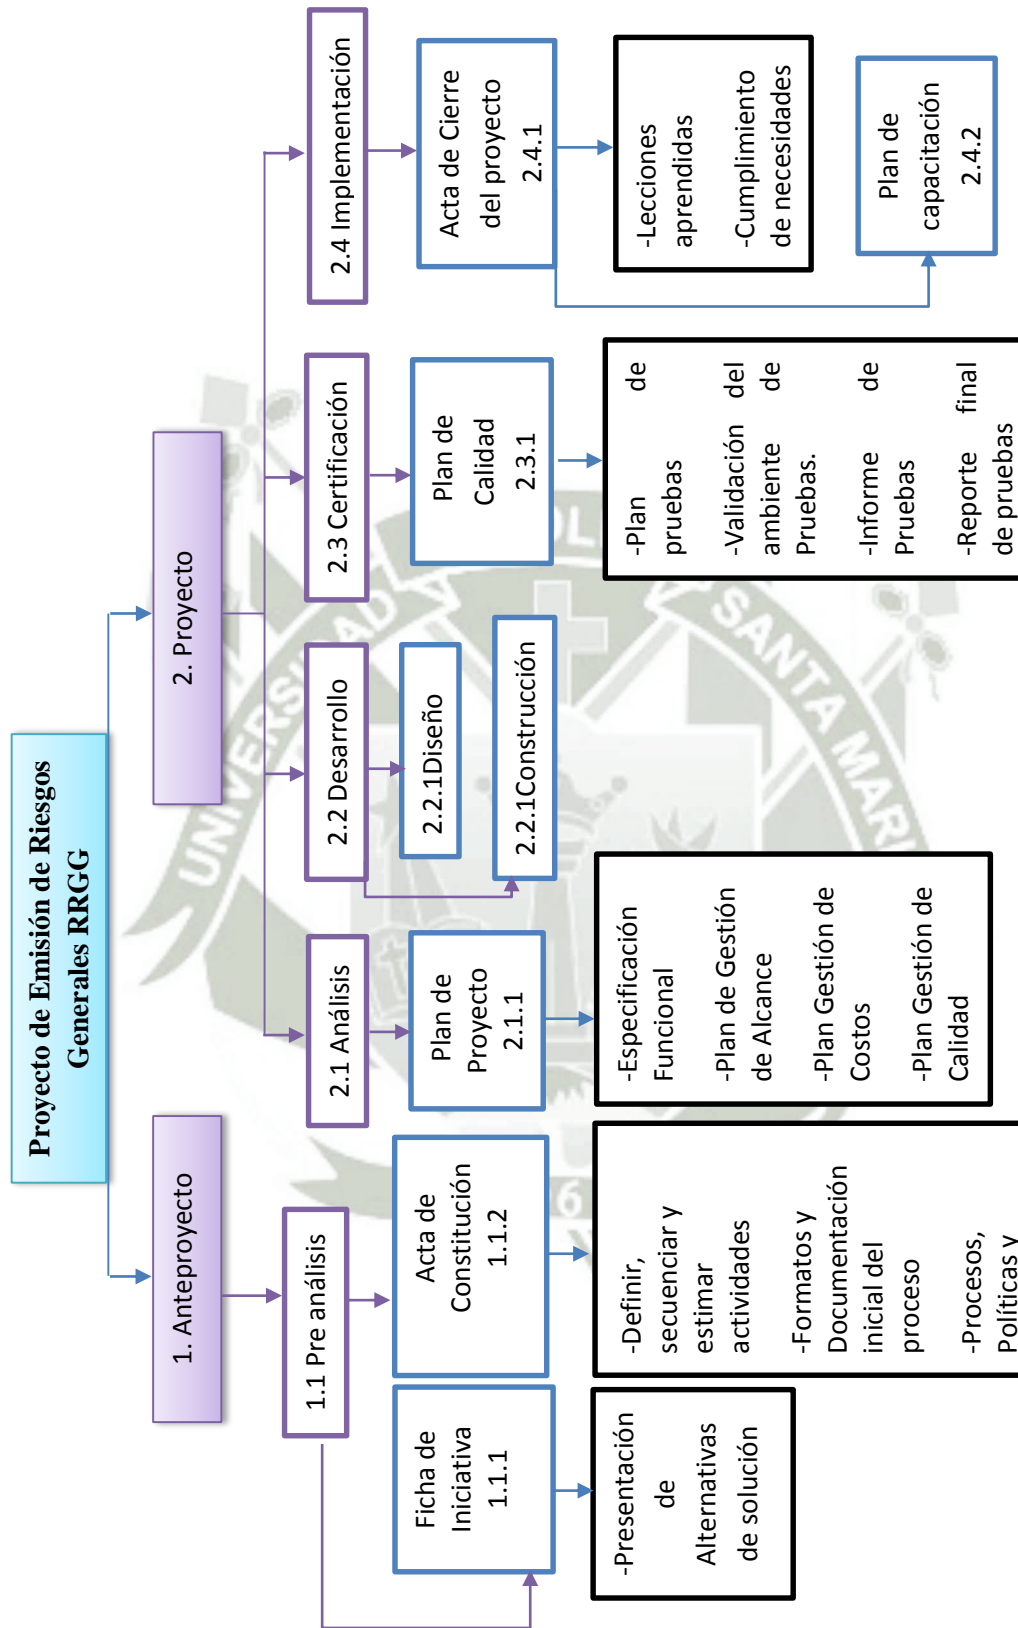 Proyecto de Emisión de Riesgos
Generales RRGG
1. Anteproyecto
2. Proyecto
1.1 Pre análisis
2.1 Análisis
2.2 Desarrollo
2.3 Certificación
2.4 Implementación
Ficha de
Iniciativa
1.1.1
Acta de
Constitución
1.1.2
Plan de
Proyecto
2.1.1
2.2.1Diseño
2.2.1Construcción
Plan de
Calidad
2.3.1
Acta de Cierre
del proyecto
2.4.1
-Presentación
de
Alternativas
de solución
-Definir,
secuenciar y
estimar
actividades
-Formatos y
Documentación
inicial del
proceso
-Procesos,
Políticas y
-Especificación
Funcional
-Plan de Gestión
de Alcance
-Plan Gestión de
Costos
-Plan Gestión de
Calidad
-Plan de
pruebas
-Validación del
ambiente de
Pruebas.
-Informe de
Pruebas
-Reporte final
de pruebas
-Lecciones
aprendidas
-Cumplimiento
de necesidades
Plan de
capacitación
2.4.2
UNIVERSIDAD
SANTA MARI